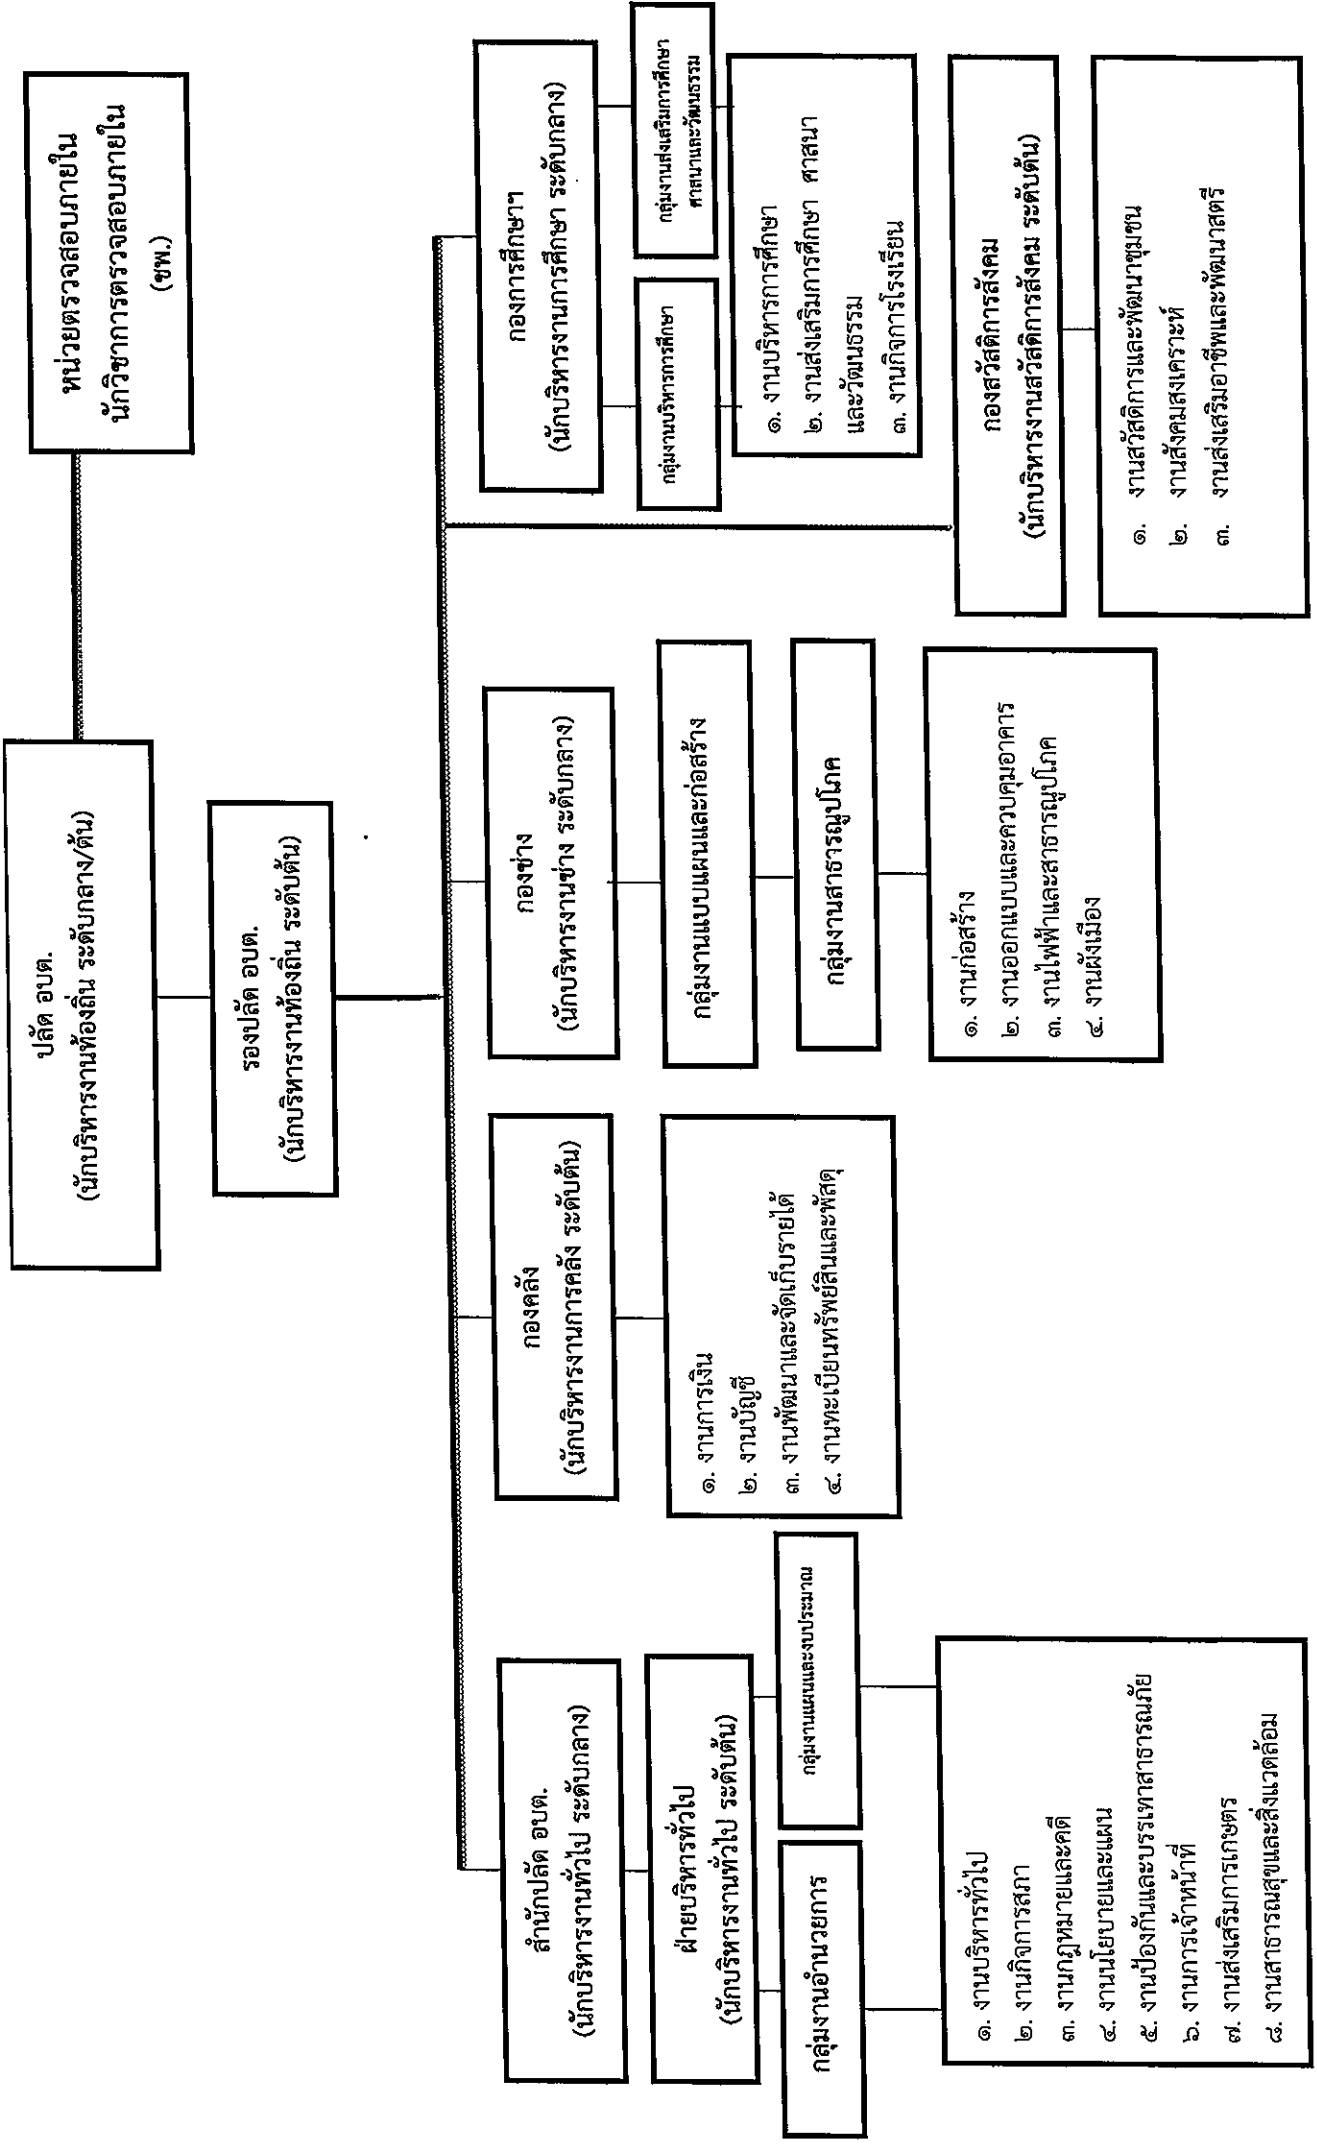 ปลัด อบต.
(นักบริหารงานท้องถิ่น ระดับกลาง/ต้น)
หน่วยตรวจสอบภายใน
นักวิชาการตรวจสอบภายใน
(ชพ.)
รองปลัด อบต.
(นักบริหารงานท้องถิ่น ระดับต้น)
สำนักปลัด อบต.
(นักบริหารงานทั่วไป ระดับกลาง)
ฝ่ายบริหารทั่วไป
(นักบริหารงานทั่วไป ระดับต้น)
กลุ่มงานอำนวยการ
กลุ่มงานแผนและงบประมาณ
๑. งานบริหารทั่วไป
๒. งานกิจการสภา
๓. งานกฎหมายและคดี
๔. งานนโยบายและแผน
๕. งานป้องกันและบรรเทาสาธารณภัย
๖. งานการเจ้าหน้าที่
๗. งานส่งเสริมการเกษตร
๘. งานสาธารณสุขและสิ่งแวดล้อม
กองคลัง
(นักบริหารงานการคลัง ระดับต้น)
๑. งานการเงิน
๒. งานบัญชี
๓. งานพัฒนาและจัดเก็บรายได้
๔. งานทะเบียนทรัพย์สินและพัสดุ
กองช่าง
(นักบริหารงานช่าง ระดับกลาง)
กลุ่มงานแบบแผนและก่อสร้าง
กลุ่มงานสาธารณูปโภค
๑. งานก่อสร้าง
๒. งานออกแบบและควบคุมอาคาร
๓. งานไฟฟ้าและสาธารณูปโภค
๔. งานผังเมือง
กองการศึกษาฯ
(นักบริหารงานการศึกษา ระดับกลาง)
กลุ่มงวนบริหารการศึกษา
กลุ่มงานส่งเสริมการศึกษา
ศาสนาและวัฒนธรรม
๑. งานบริหารการศึกษา
๒. งานส่งเสริมการศึกษา ศาสนา
และวัฒนธรรม
๓. งานกิจการโรงเรียน
กองสวัสดิการสังคม
(นักบริหารงานสวัสดิการสังคม ระดับต้น)
๑. งานสวัสดิการและพัฒนาชุมชน
๒. งานสังคมสงเคราะห์
๓. งานส่งเสริมอาชีพและพัฒนาสตรี